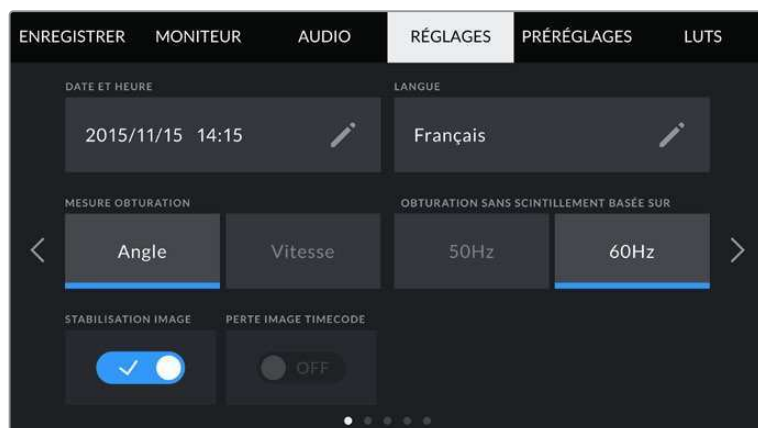 ENREGISTRER MONITEUR AUDIO RÉGLAGES PRÉRÉGLAGES LUTS
DATE ET HEURE LANGUE
2015/11/15 14:15 Français
MESURE OBTURATION OBTURATION SANS SCINTILLEMENT BASÉE SUR
Angle Vitesse 50Hz 60Hz
STABILISATION IMAGE PERTE IMAGE TIMECODE
OFF